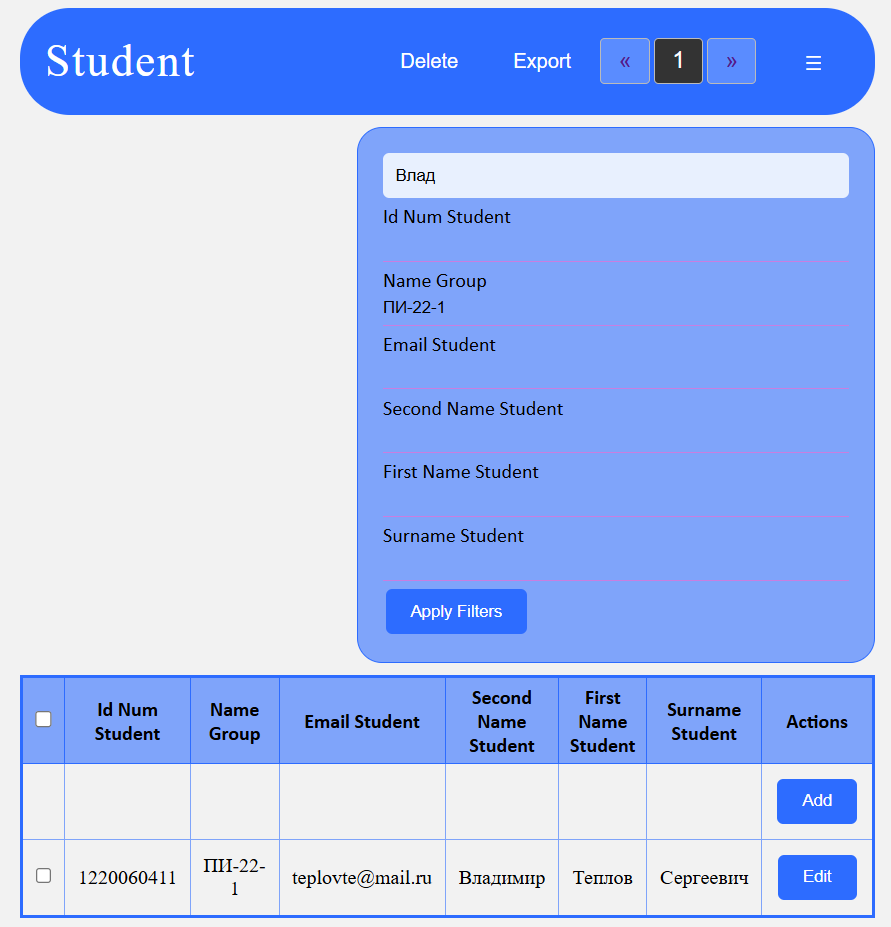 Student
Delete Export « 1 » ☰
Влад
Id Num Student
Name Group
ПИ-22-1
Email Student
Second Name Student
First Name Student
Surname Student
Apply Filters
Id Num Student Name Group Email Student Second Name Student First Name Student Surname Student Actions
Add
1220060411 ПИ-22-1 teplovte@mail.ru Владимир Теплов Сергеевич Edit